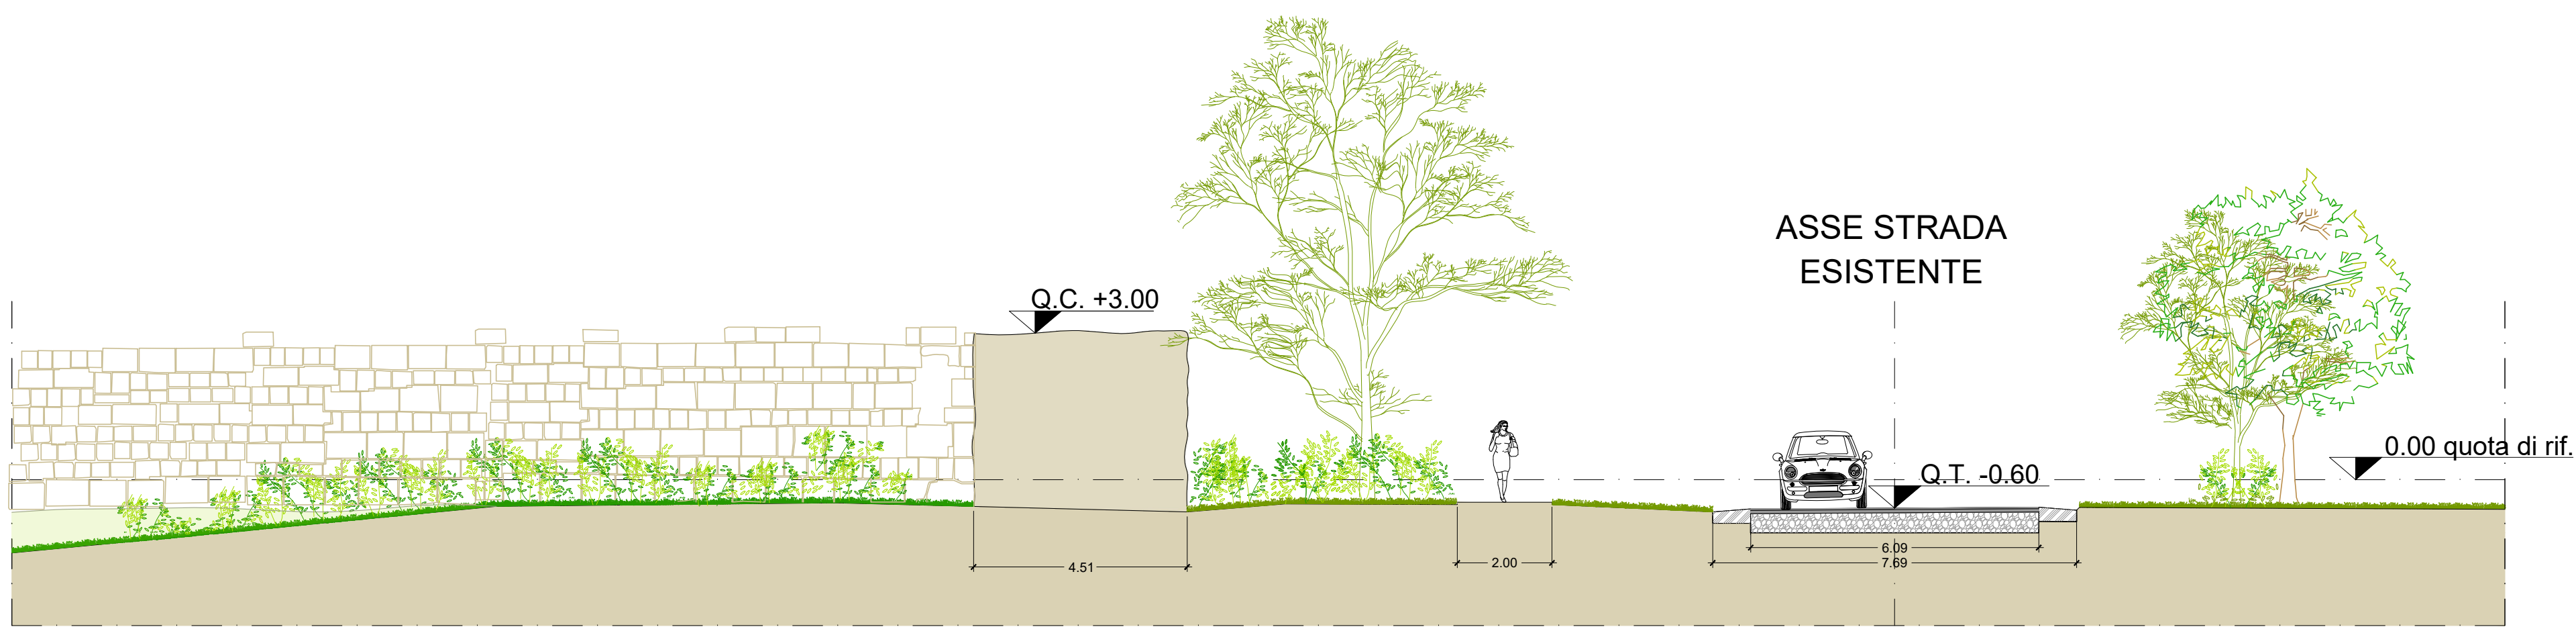 ASSE STRADA
ESISTENTE
Q.C. +3.00
0.00 quota di rif.
Q.T. -0.60
6.09
4.51
2.00
7.69